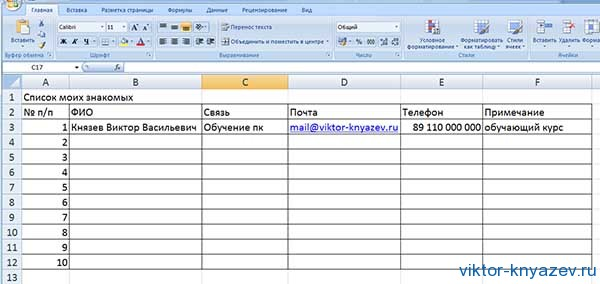 Главная Вставка Разметка страницы Формулы Данные Рецензирование Вид
Calibri 11 Перенос текста Общий
Вставить Ж К Ч Объединить и поместить в центре % 000 Условное форматирование Форматировать как таблицу Стили ячеек Вставить Удалить Формат
Буфер обмена Шрифт Выравнивание Число Стили Ячейки
C17 fx
A B C D E F
1 Список моих знакомых
2 № п/п ФИО Связь Почта Телефон Примечание
3 1 Князев Виктор Васильевич Обучение пк mail@viktor-knyazev.ru 89 110 000 000 обучающий курс
4 2
5 3
6 4
7 5
8 6
9 7
10 8
11 9
12 10
13
viktor-knyazev.ru